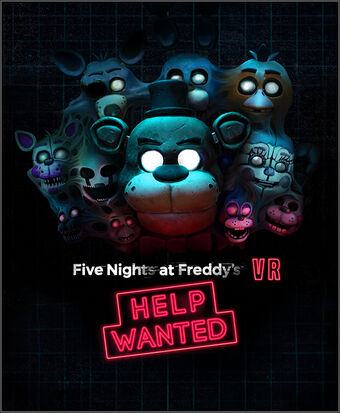 Five Nights at Freddy's VR
HELP
WANTED